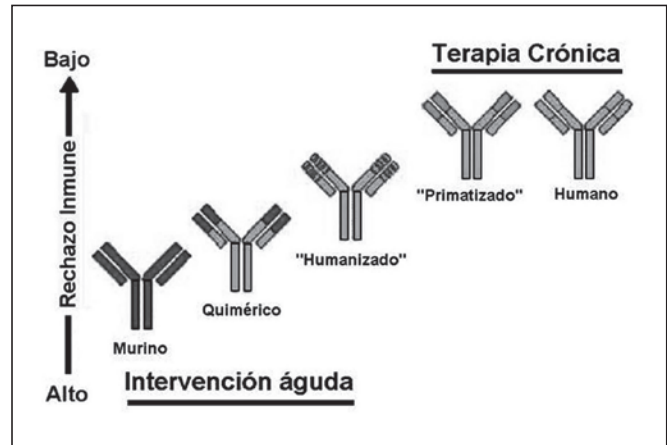 Terapia Crónica
Bajo
Rechazo Inmune
Alto
"Primatizado"
Humano
"Humanizado"
Quimérico
Murino
Intervención águda